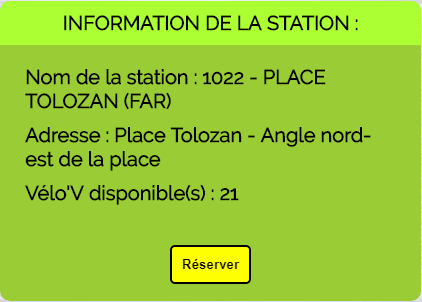 INFORMATION DE LA STATION :
Nom de la station : 1022 - PLACE
TOLOZAN (FAR)
Adresse : Place Tolozan - Angle nord-
est de la place
Vélo'V disponible(s) : 21
Réserver